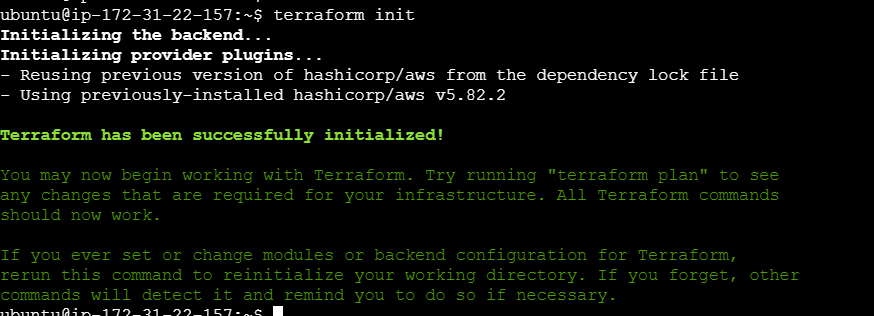 ubuntu@ip-172-31-22-157:~$ terraform init
Initializing the backend...
Initializing provider plugins...
- Reusing previous version of hashicorp/aws from the dependency lock file
- Using previously-installed hashicorp/aws v5.82.2
Terraform has been successfully initialized!
You may now begin working with Terraform. Try running "terraform plan" to see
any changes that are required for your infrastructure. All Terraform commands
should now work.
If you ever set or change modules or backend configuration for Terraform,
rerun this command to reinitialize your working directory. If you forget, other
commands will detect it and remind you to do so if necessary.
ubuntu@ip-172-31-22-157:~$